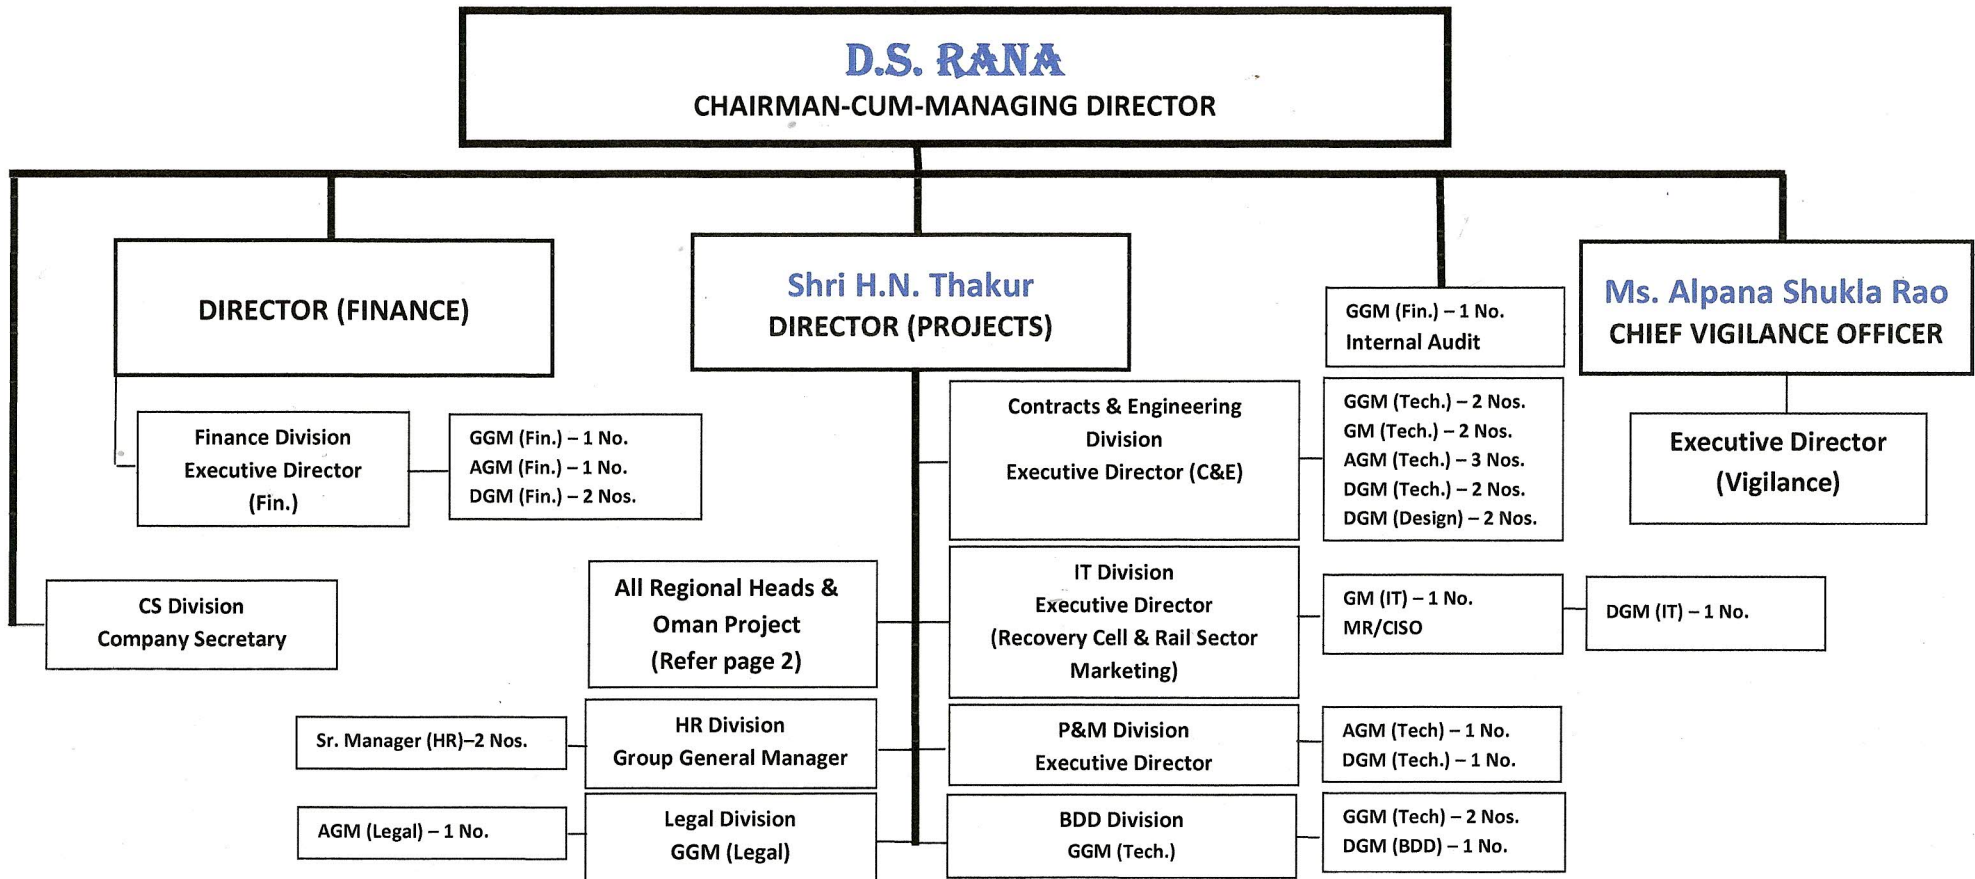 D.S. RANA
CHAIRMAN-CUM-MANAGING DIRECTOR
DIRECTOR (FINANCE)
Shri H.N. Thakur
DIRECTOR (PROJECTS)
GGM (Fin.) – 1 No.
Internal Audit
Ms. Alpana Shukla Rao
CHIEF VIGILANCE OFFICER
Finance Division
Executive Director
(Fin.)
GGM (Fin.) – 1 No.
AGM (Fin.) – 1 No.
DGM (Fin.) – 2 Nos.
Contracts & Engineering
Division
Executive Director (C&E)
GGM (Tech.) – 2 Nos.
GM (Tech.) – 2 Nos.
AGM (Tech.) – 3 Nos.
DGM (Tech.) – 2 Nos.
DGM (Design) – 2 Nos.
Executive Director
(Vigilance)
CS Division
Company Secretary
All Regional Heads &
Oman Project
(Refer page 2)
IT Division
Executive Director
(Recovery Cell & Rail Sector
Marketing)
GM (IT) – 1 No.
MR/CISO
DGM (IT) – 1 No.
Sr. Manager (HR)–2 Nos.
HR Division
Group General Manager
P&M Division
Executive Director
AGM (Tech) – 1 No.
DGM (Tech.) – 1 No.
AGM (Legal) – 1 No.
Legal Division
GGM (Legal)
BDD Division
GGM (Tech.)
GGM (Tech) – 2 Nos.
DGM (BDD) – 1 No.